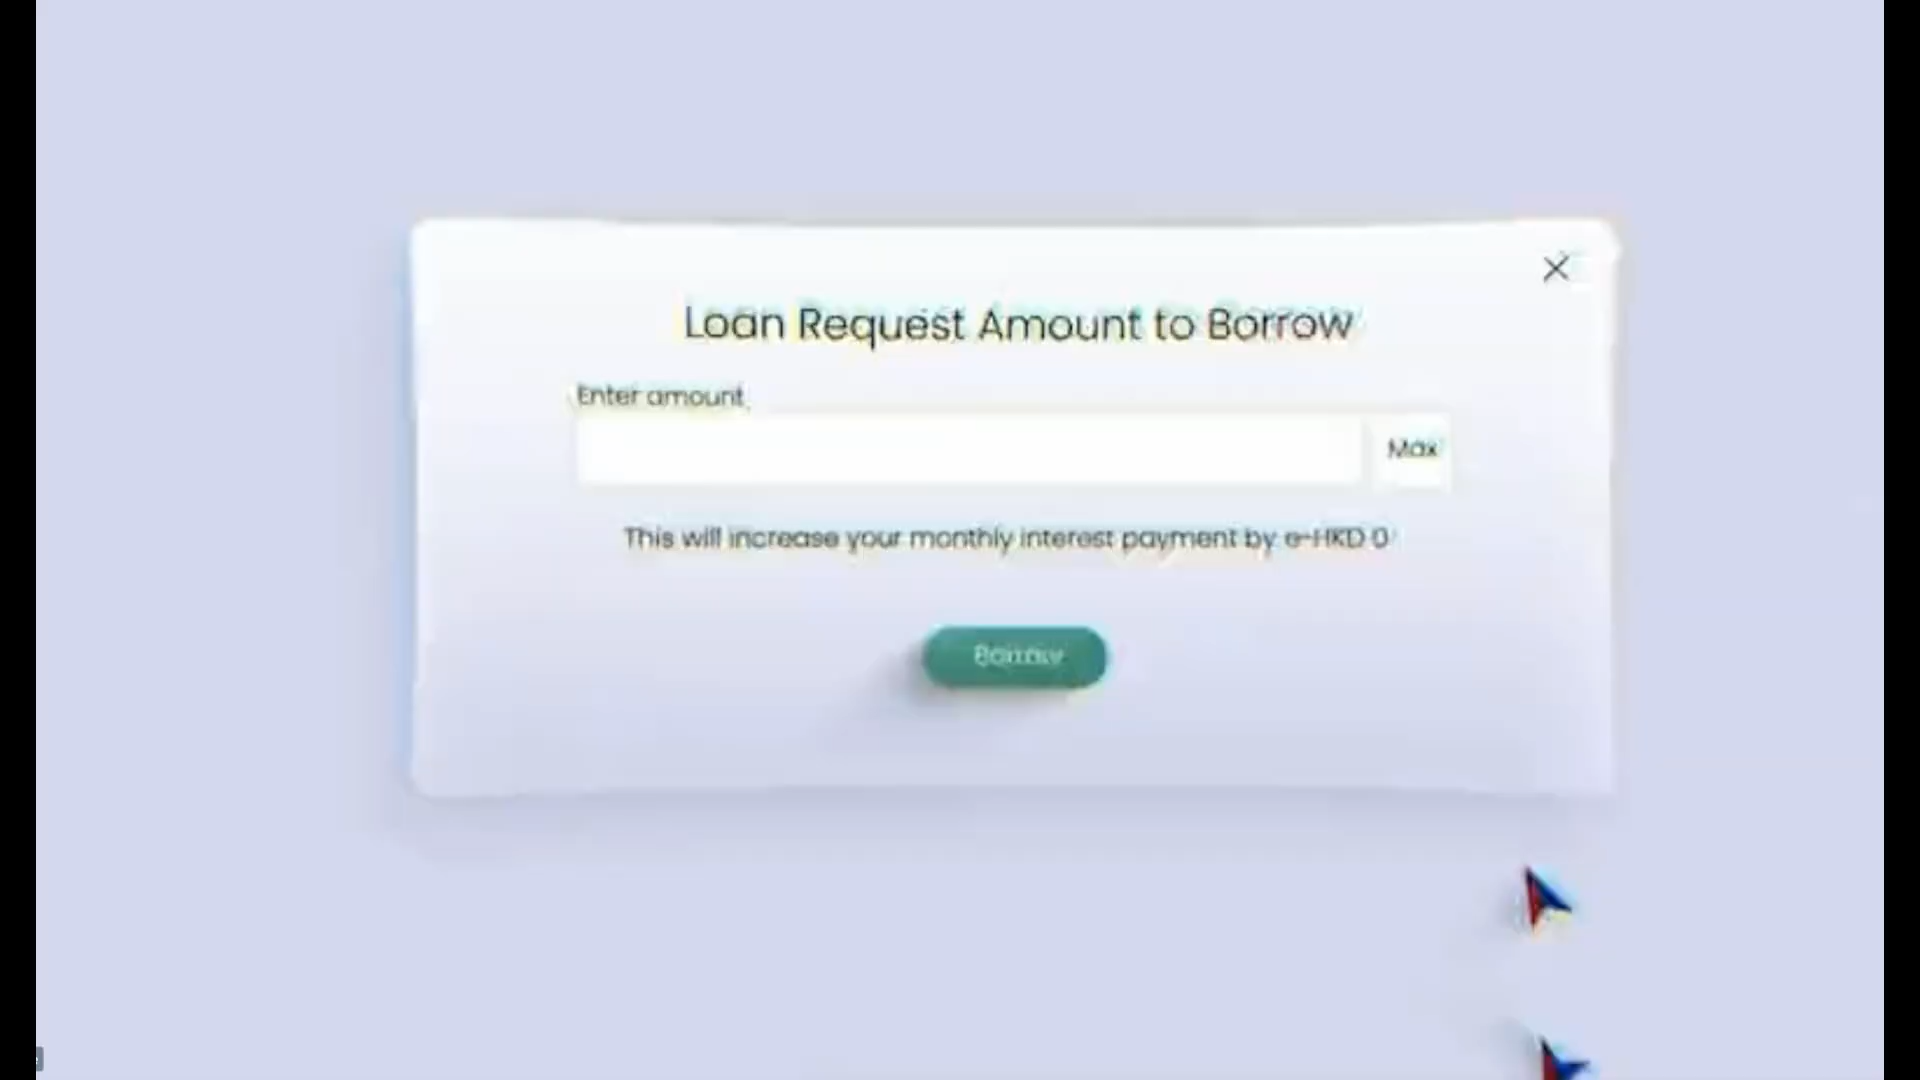 Loan Request Amount to Borrow
Enter amount
Max
This will increase your monthly interest payment by e-HKD 0
Borrow